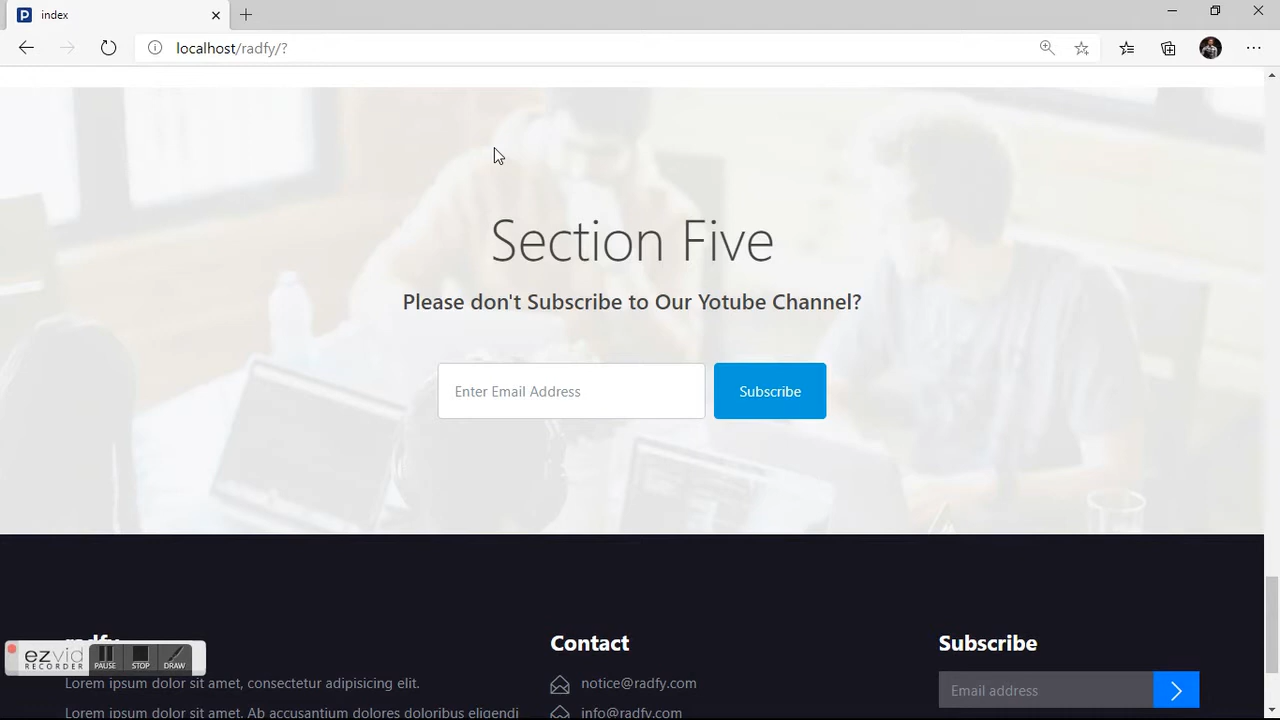 index
localhost/radfy/?
Section Five
Please don't Subscribe to Our Yotube Channel?
Enter Email Address
Subscribe
radfy
Contact
Subscribe
ezvid
RECORDER
PAUSE
STOP
DRAW
Lorem ipsum dolor sit amet, consectetur adipisicing elit.
notice@radfy.com
Email address
Lorem ipsum dolor sit amet. Ab accusantium dolores doloribus eligendi
info@radfy.com